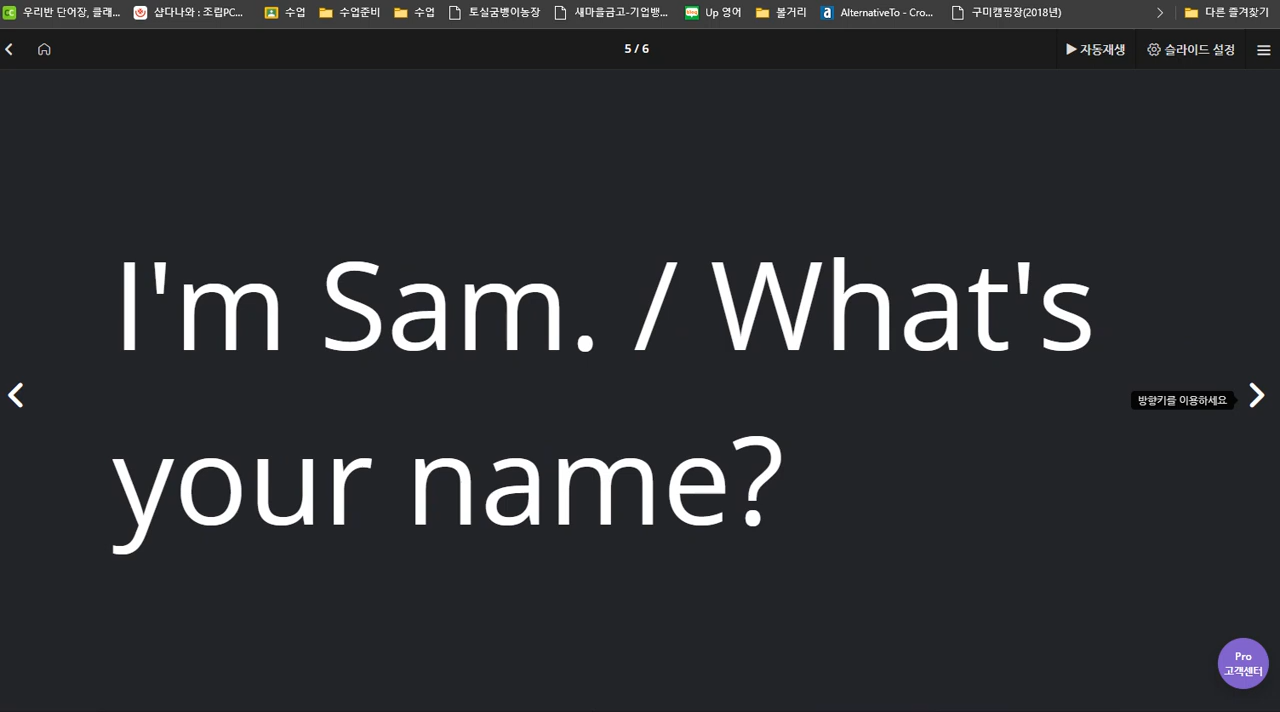 우리반 단어장, 클래... 샵다나와 : 조립PC... 수업 수업준비 수업 토실굼벵이농장 새마을금고-기업뱅... Up 영어 볼거리 AlternativeTo - Cro... 구미캠핑장(2018년) 다른 즐겨찾기
5 / 6 자동재생 슬라이드 설정
I'm Sam. / What's
your name?
방향키를 이용하세요
Pro
고객센터